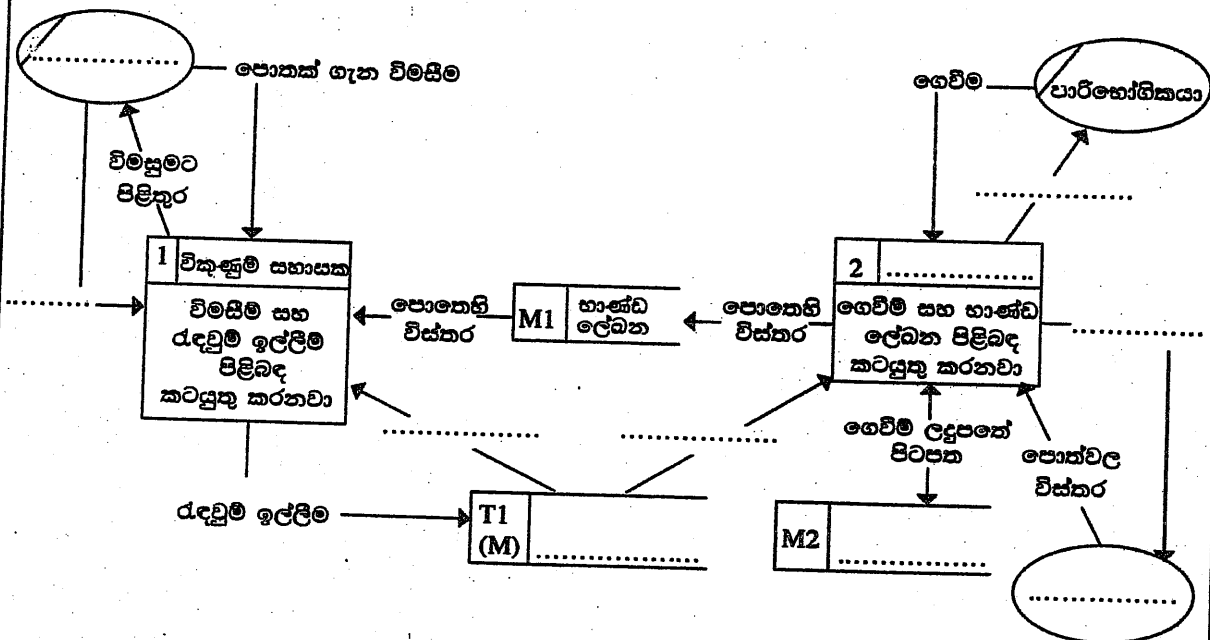 ..................
පොතක් ගැන විමසීම
ගෙවීම
පාරිභෝගිකයා
විමසුමට
පිළිතුර
..................
1 විකුණුම් සහායක
2 ..................
..........
විමසීම් සහ
රැඳවුම් ඉල්ලීම්
පිළිබඳ
කටයුතු කරනවා
පොතෙහි
විස්තර
M1 භාණ්ඩ
ලේඛන
පොතෙහි
විස්තර
ගෙවීම් සහ භාණ්ඩ
ලේඛන පිළිබඳ
කටයුතු කරනවා
................
.................. ..................
ගෙවීම් ලදුපතේ
පිටපත
පොත්වල
විස්තර
රැඳවුම් ඉල්ලීම
T1
(M) ..................
M2 ..................
..................